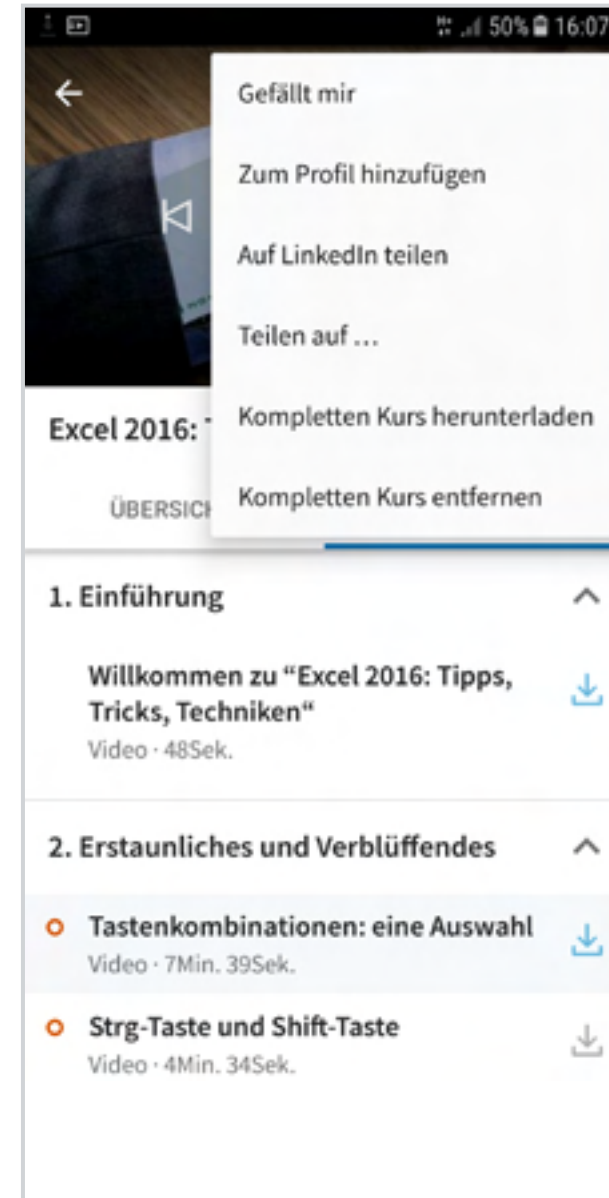 50% 16:07
Gefällt mir
Zum Profil hinzufügen
Auf LinkedIn teilen
Teilen auf …
Kompletten Kurs herunterladen
Kompletten Kurs entfernen
Excel 2016:
ÜBERSICH
1. Einführung
Willkommen zu “Excel 2016: Tipps,
Tricks, Techniken“
Video · 48Sek.
2. Erstaunliches und Verblüffendes
Tastenkombinationen: eine Auswahl
Video · 7Min. 39Sek.
Strg-Taste und Shift-Taste
Video · 4Min. 34Sek.